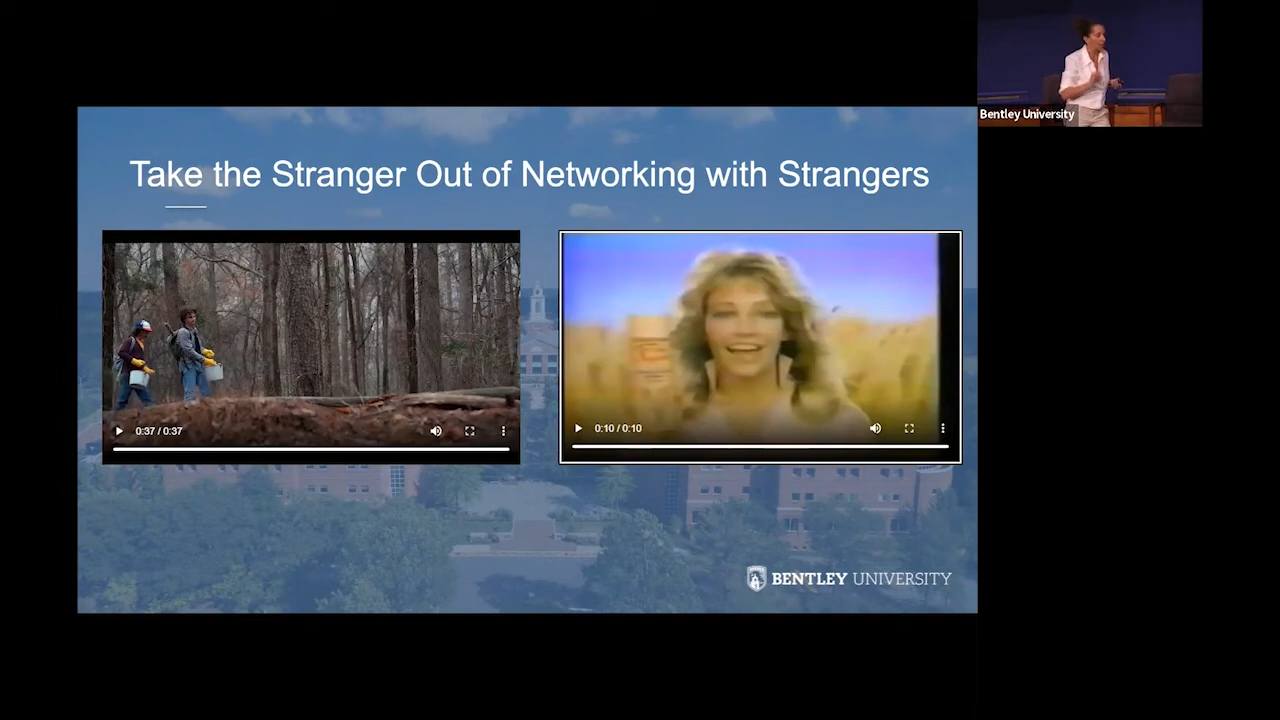 Bentley University
Take the Stranger Out of Networking with Strangers
0:37 / 0:37
0:10 / 0:10
BENTLEY UNIVERSITY